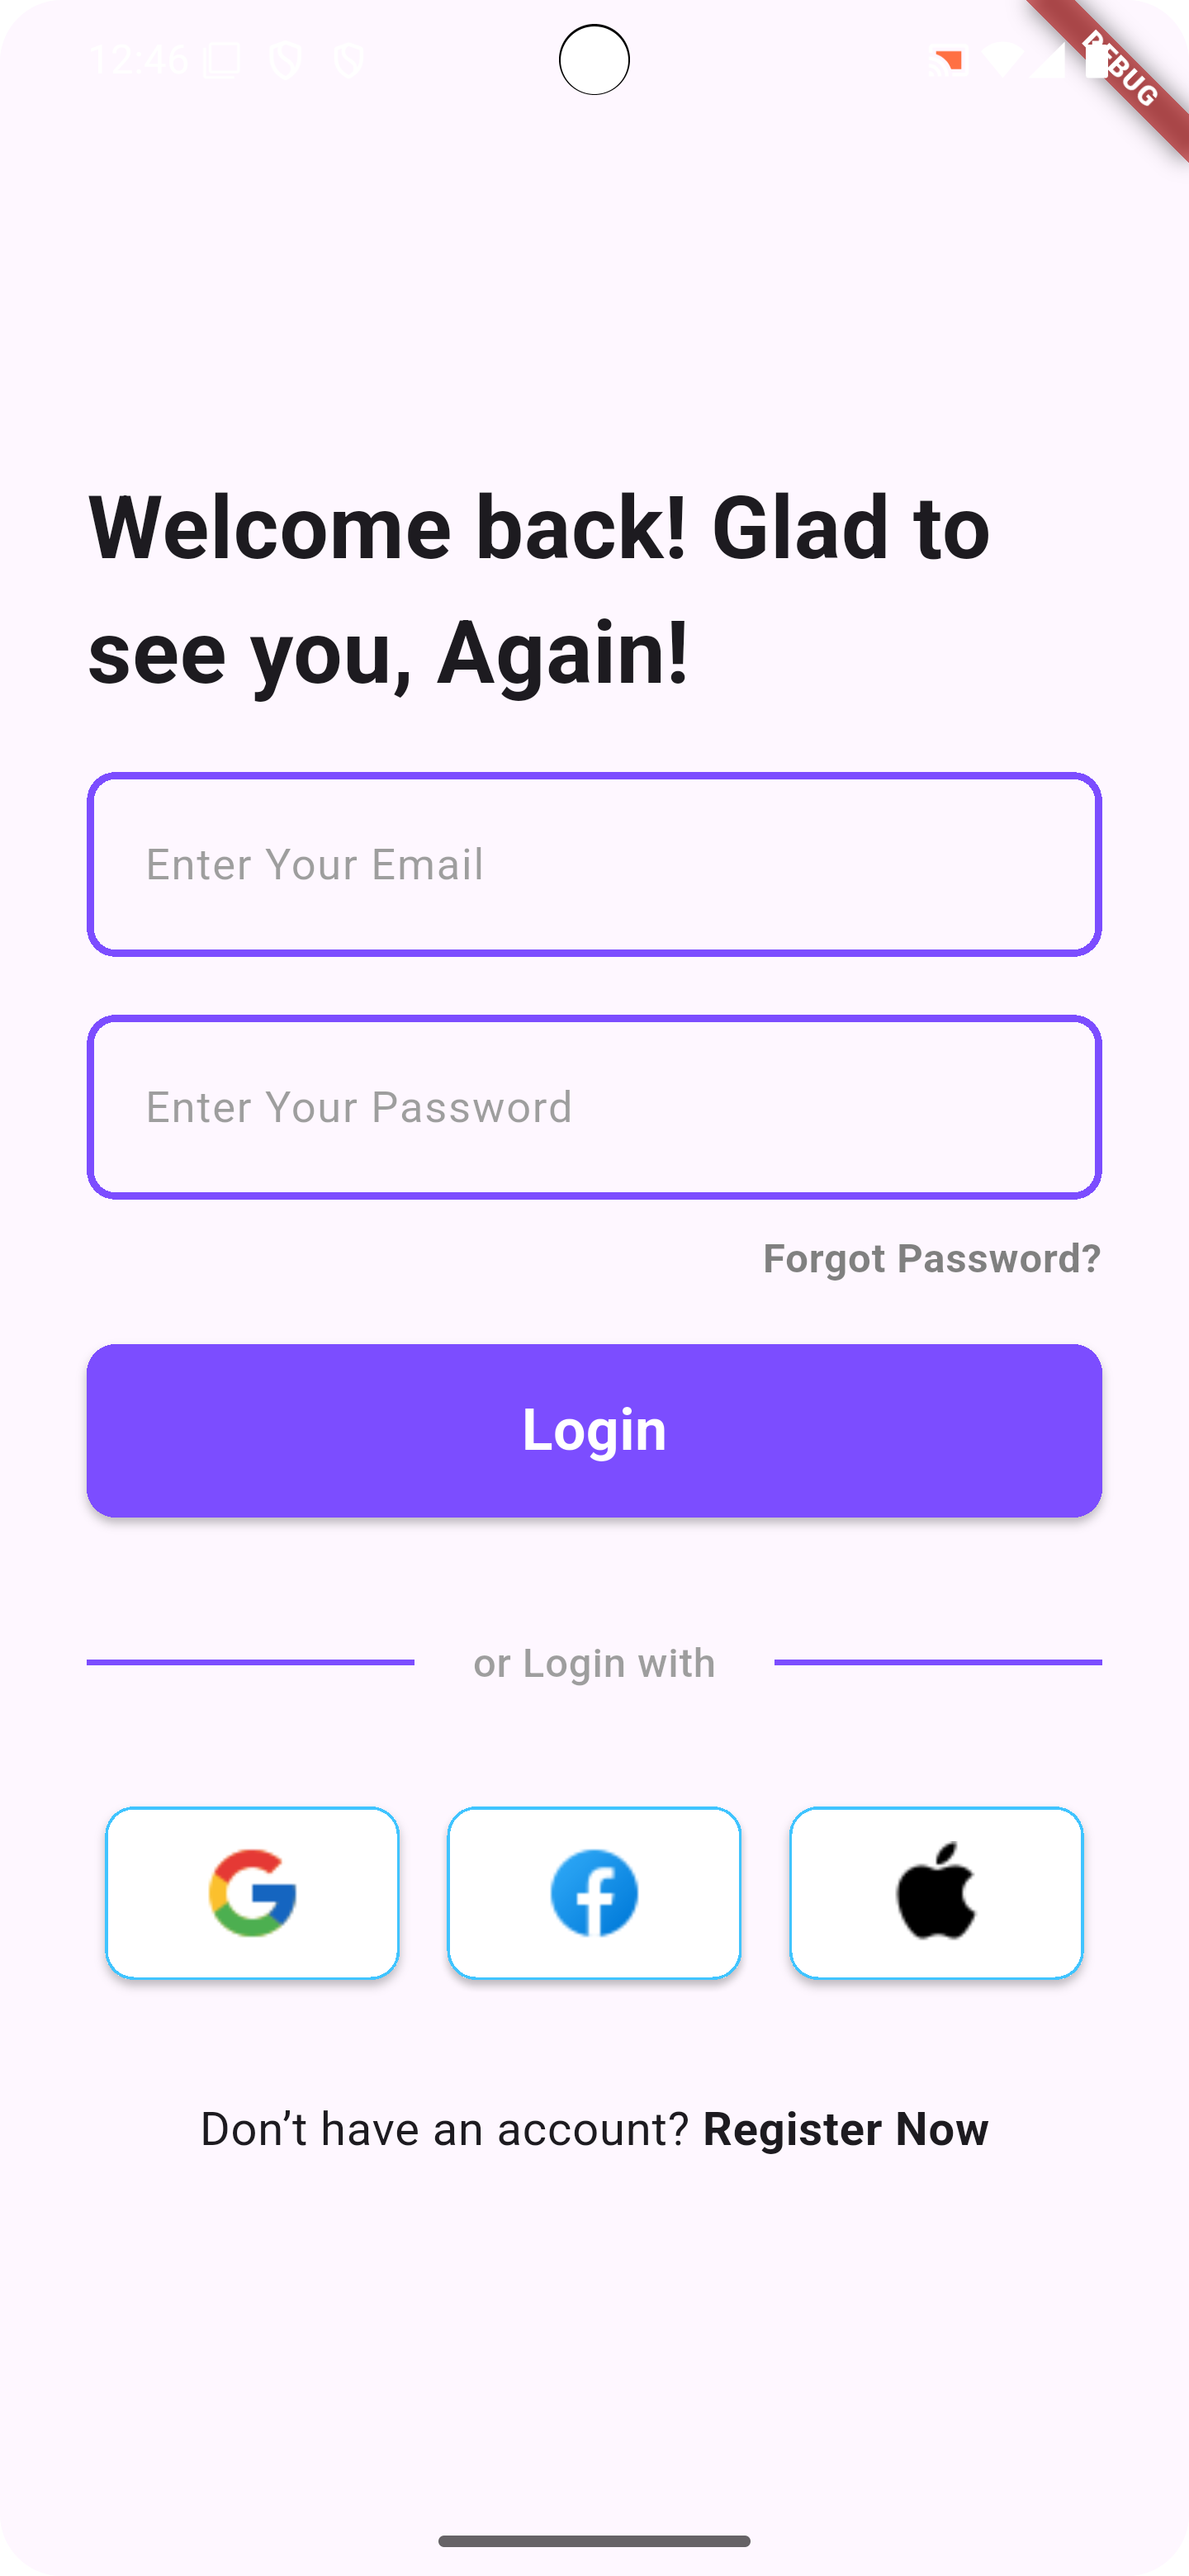 12:46
DEBUG
Welcome back! Glad to
see you, Again!
Enter Your Email
Enter Your Password
Forgot Password?
Login
or Login with
Don’t have an account? Register Now